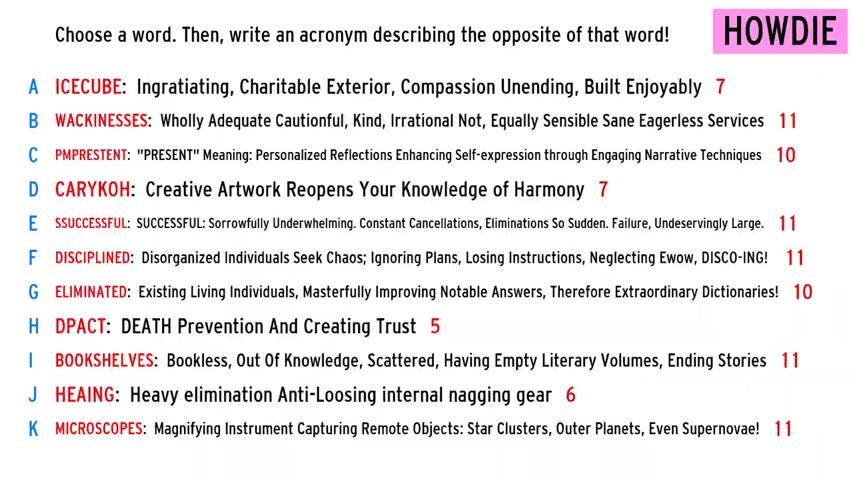 Choose a word. Then, write an acronym describing the opposite of that word!
HOWDIE
A ICECUBE: Ingratiating, Charitable Exterior, Compassion Unending, Built Enjoyably 7
B WACKINESSES: Wholly Adequate Cautionful, Kind, Irrational Not, Equally Sensible Sane Eagerless Services 11
C PMPRESTENT: "PRESENT" Meaning: Personalized Reflections Enhancing Self-expression through Engaging Narrative Techniques 10
D CARYKOH: Creative Artwork Reopens Your Knowledge of Harmony 7
E SSUCCESSFUL: SUCCESSFUL: Sorrowfully Underwhelming. Constant Cancellations, Eliminations So Sudden. Failure, Undeservingly Large. 11
F DISCIPLINED: Disorganized Individuals Seek Chaos; Ignoring Plans, Losing Instructions, Neglecting Ewow, DISCO-ING! 11
G ELIMINATED: Existing Living Individuals, Masterfully Improving Notable Answers, Therefore Extraordinary Dictionaries! 10
H DPACT: DEATH Prevention And Creating Trust 5
I BOOKSHELVES: Bookless, Out Of Knowledge, Scattered, Having Empty Literary Volumes, Ending Stories 11
J HEAING: Heavy elimination Anti-Loosing internal nagging gear 6
K MICROSCOPES: Magnifying Instrument Capturing Remote Objects: Star Clusters, Outer Planets, Even Supernovae! 11